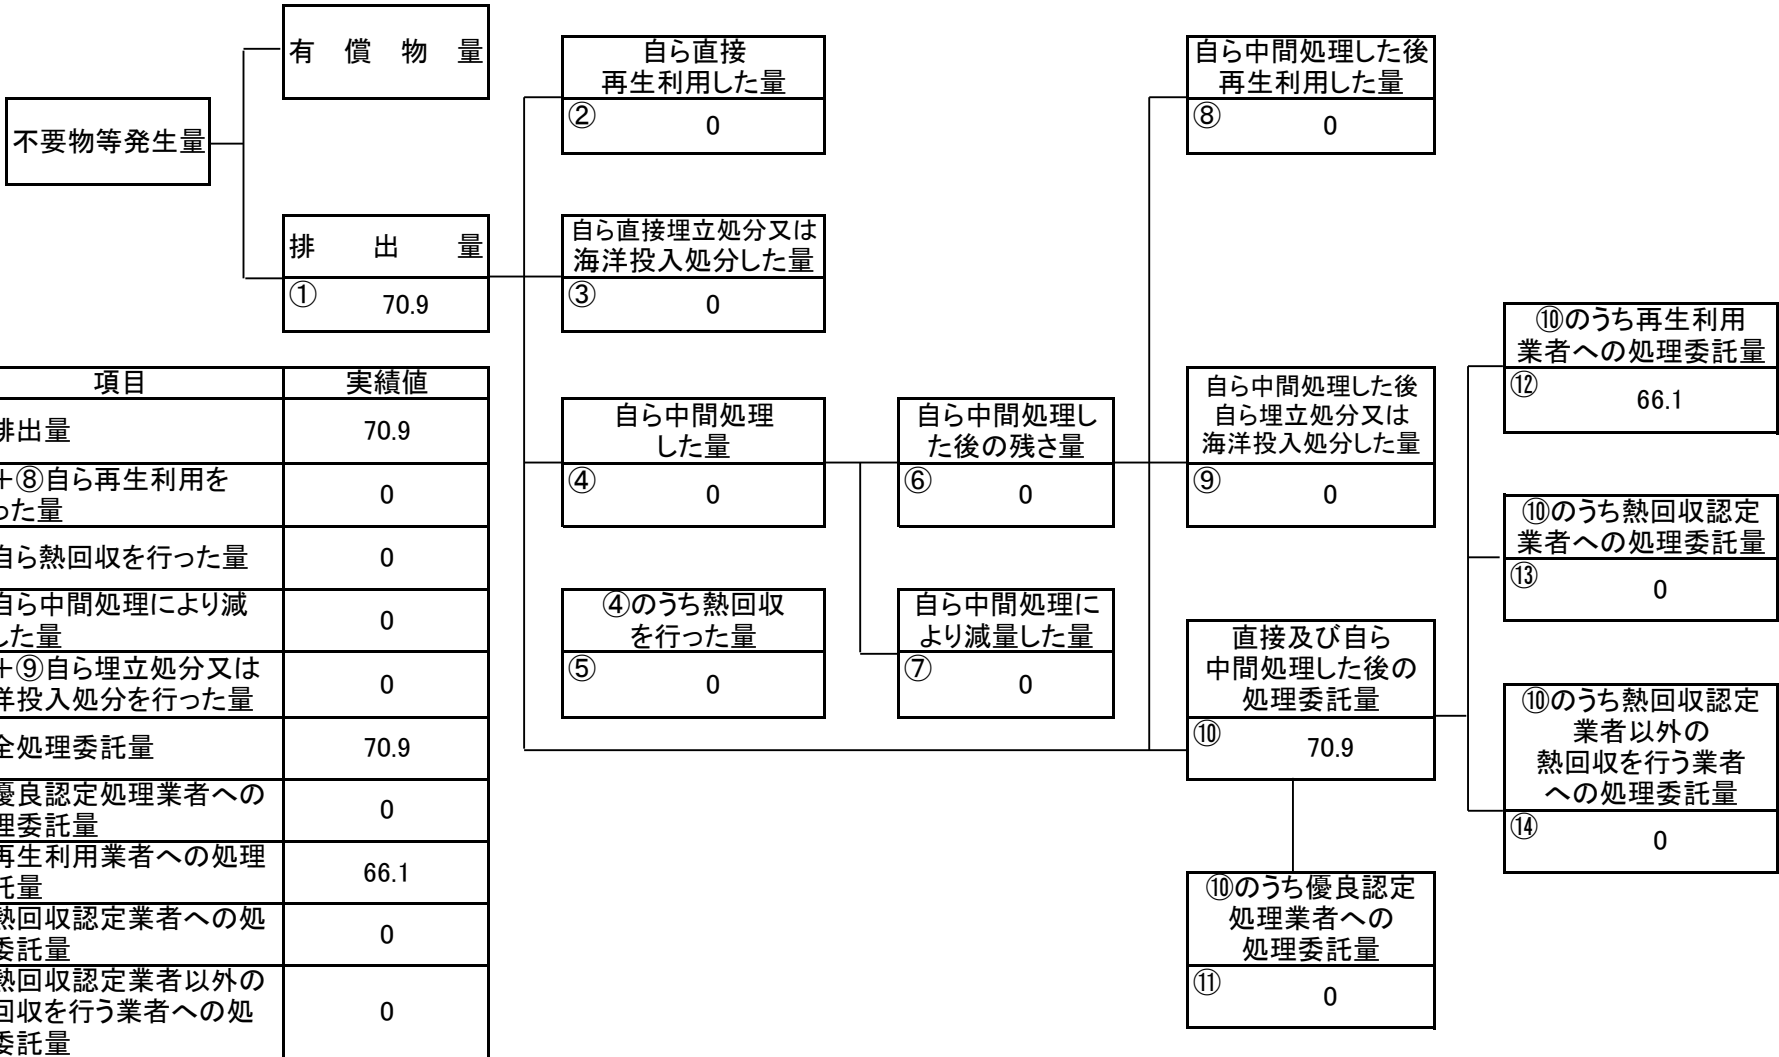 有償物量
不要物等発生量
排出量
①
70.9
自ら直接
再生利用した量
②
0
自ら直接埋立処分又は
海洋投入処分した量
③
0
自ら中間処理
した量
④
0
④のうち熱回収
を行った量
⑤
0
自ら中間処理し
た後の残さ量
⑥
0
自ら中間処理に
より減量した量
⑦
0
自ら中間処理した後
再生利用した量
⑧
0
自ら中間処理した後
自ら埋立処分又は
海洋投入処分した量
⑨
0
直接及び自ら
中間処理した後の
処理委託量
⑩
70.9
⑩のうち優良認定
処理業者への
処理委託量
⑪
0
⑩のうち再生利用
業者への処理委託量
⑫
66.1
⑩のうち熱回収認定
業者への処理委託量
⑬
0
⑩のうち熱回収認定
業者以外の
熱回収を行う業者
への処理委託量
⑭
0
項目
実績値
排出量
70.9
+⑧自ら再生利用を
った量
0
自ら熱回収を行った量
0
自ら中間処理により減
した量
0
+⑨自ら埋立処分又は
洋投入処分を行った量
0
全処理委託量
70.9
優良認定処理業者への
理委託量
0
再生利用業者への処理
託量
66.1
熱回収認定業者への処
委託量
0
熱回収認定業者以外の
回収を行う業者への処
委託量
0